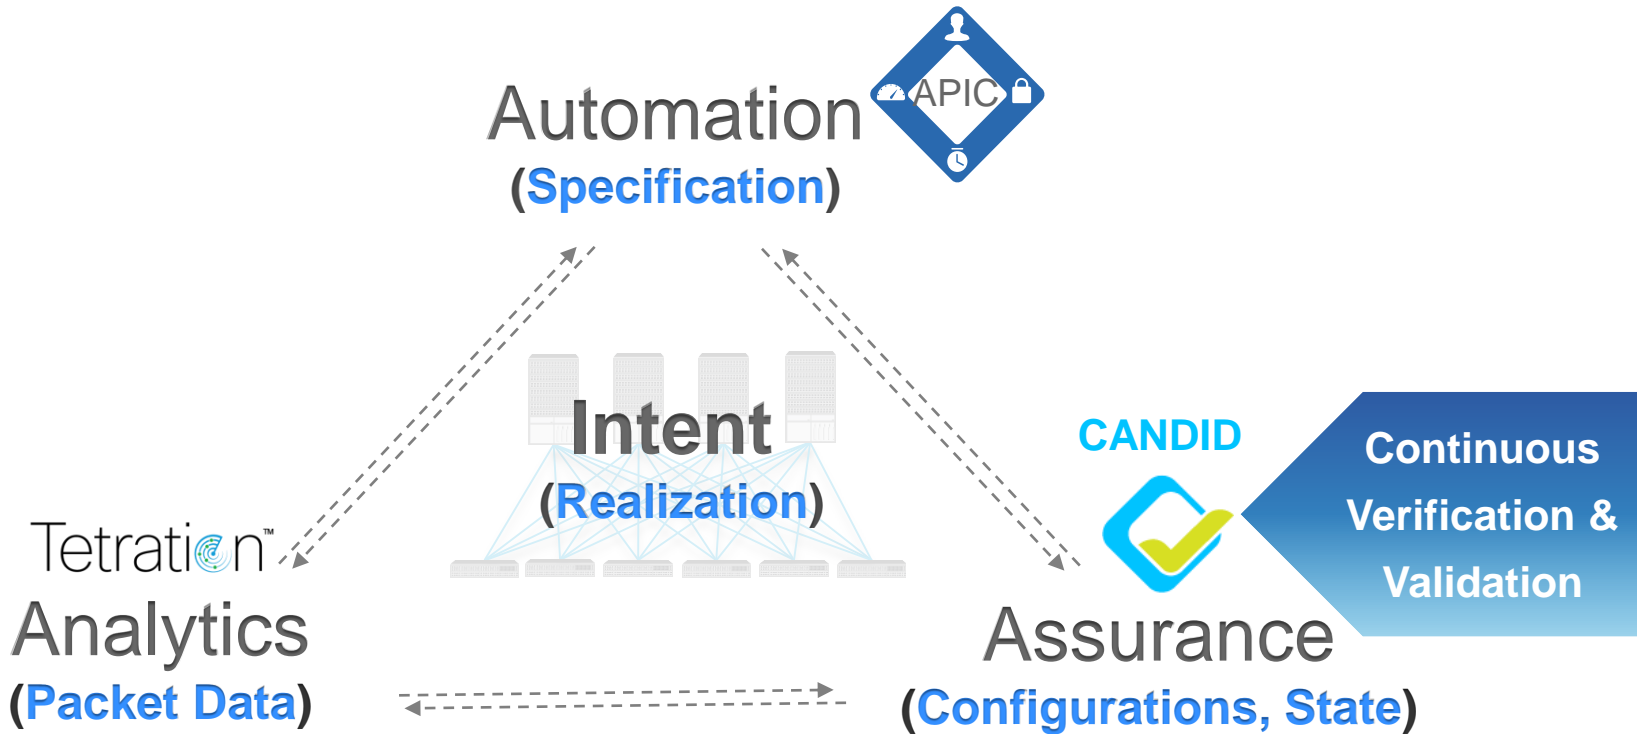 Automation
APIC
(Specification)
Intent
(Realization)
CANDID
Continuous
Verification &
Validation
Tetration™
Analytics
(Packet Data)
Assurance
(Configurations, State)